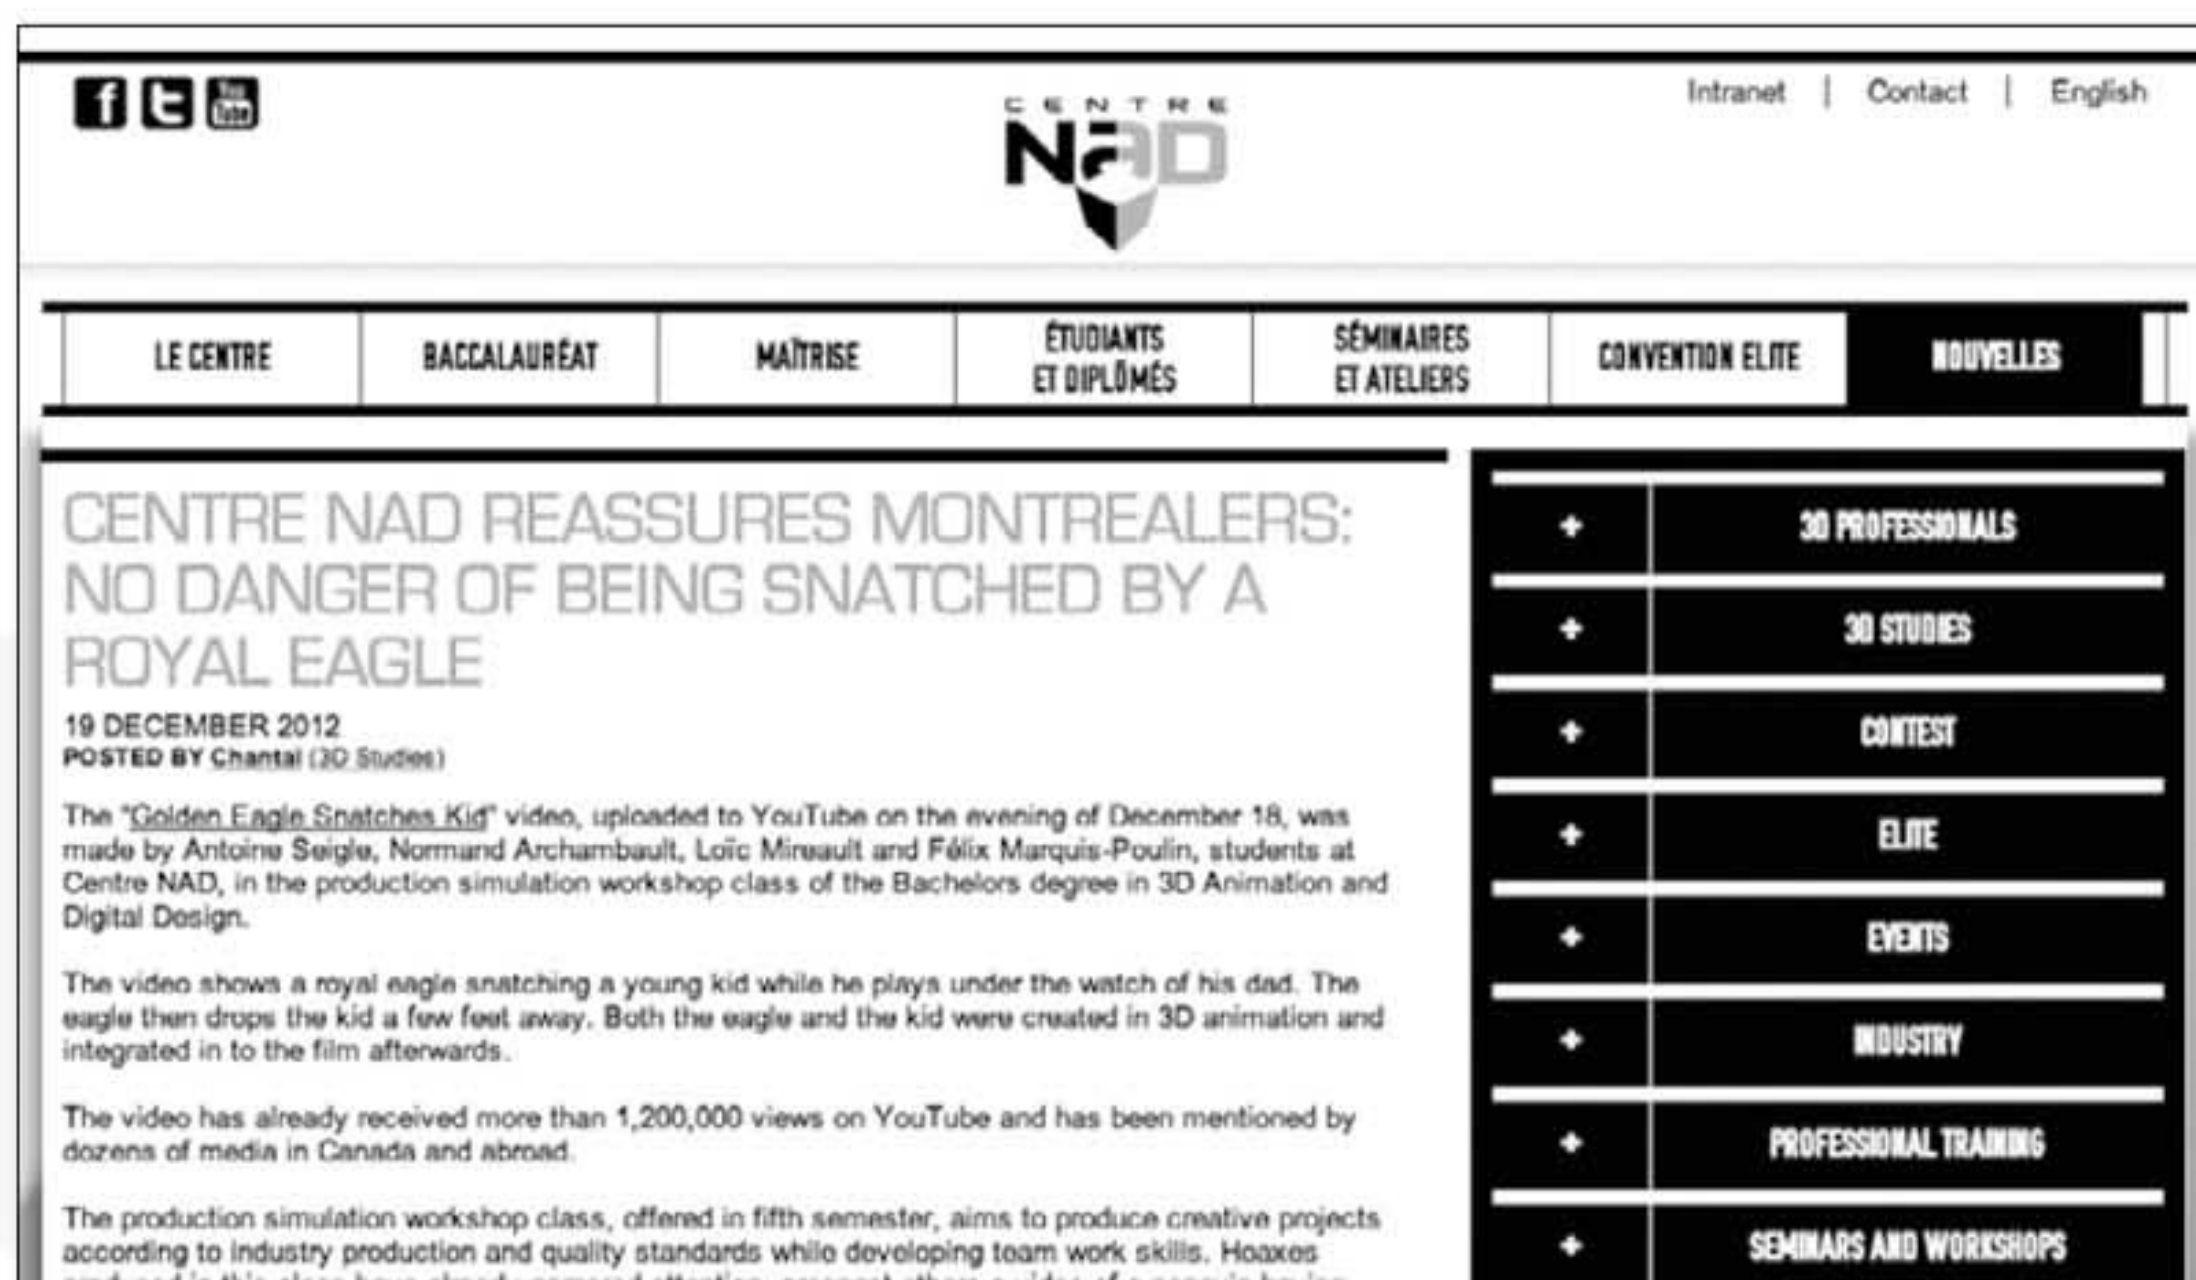 f t You Tube
CENTRE
NAD
Intranet | Contact | English
LE CENTRE
BACCALAURÉAT
MAÎTRISE
ÉTUDIANTS
ET DIPLÔMÉS
SÉMINAIRES
ET ATELIERS
CONVENTION ELITE
NOUVELLES
CENTRE NAD REASSURES MONTREALERS:
NO DANGER OF BEING SNATCHED BY A
ROYAL EAGLE
19 DECEMBER 2012
POSTED BY Chantal (3D Studies)
The "Golden Eagle Snatches Kid" video, uploaded to YouTube on the evening of December 18, was
made by Antoine Seigle, Normand Archambault, Loïc Mireault and Félix Marquis-Poulin, students at
Centre NAD, in the production simulation workshop class of the Bachelors degree in 3D Animation and
Digital Design.
The video shows a royal eagle snatching a young kid while he plays under the watch of his dad. The
eagle then drops the kid a few feet away. Both the eagle and the kid were created in 3D animation and
integrated in to the film afterwards.
The video has already received more than 1,200,000 views on YouTube and has been mentioned by
dozens of media in Canada and abroad.
The production simulation workshop class, offered in fifth semester, aims to produce creative projects
according to industry production and quality standards while developing team work skills. Hoaxes
+ 3D PROFESSIONALS
+ 3D STUDIES
+ CONTEST
+ ELITE
+ EVENTS
+ INDUSTRY
+ PROFESSIONAL TRAINING
+ SEMINARS AND WORKSHOPS